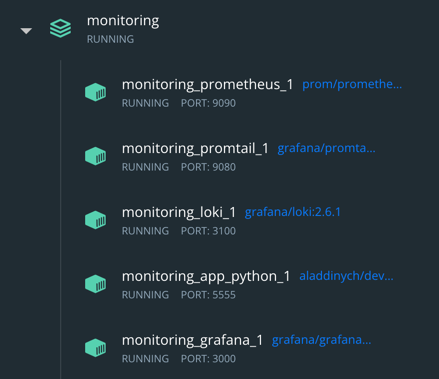 monitoring
RUNNING
monitoring_prometheus_1 prom/promethe...
RUNNING PORT: 9090
monitoring_promtail_1 grafana/promta...
RUNNING PORT: 9080
monitoring_loki_1 grafana/loki:2.6.1
RUNNING PORT: 3100
monitoring_app_python_1 aladdinych/dev...
RUNNING PORT: 5555
monitoring_grafana_1 grafana/grafana...
RUNNING PORT: 3000